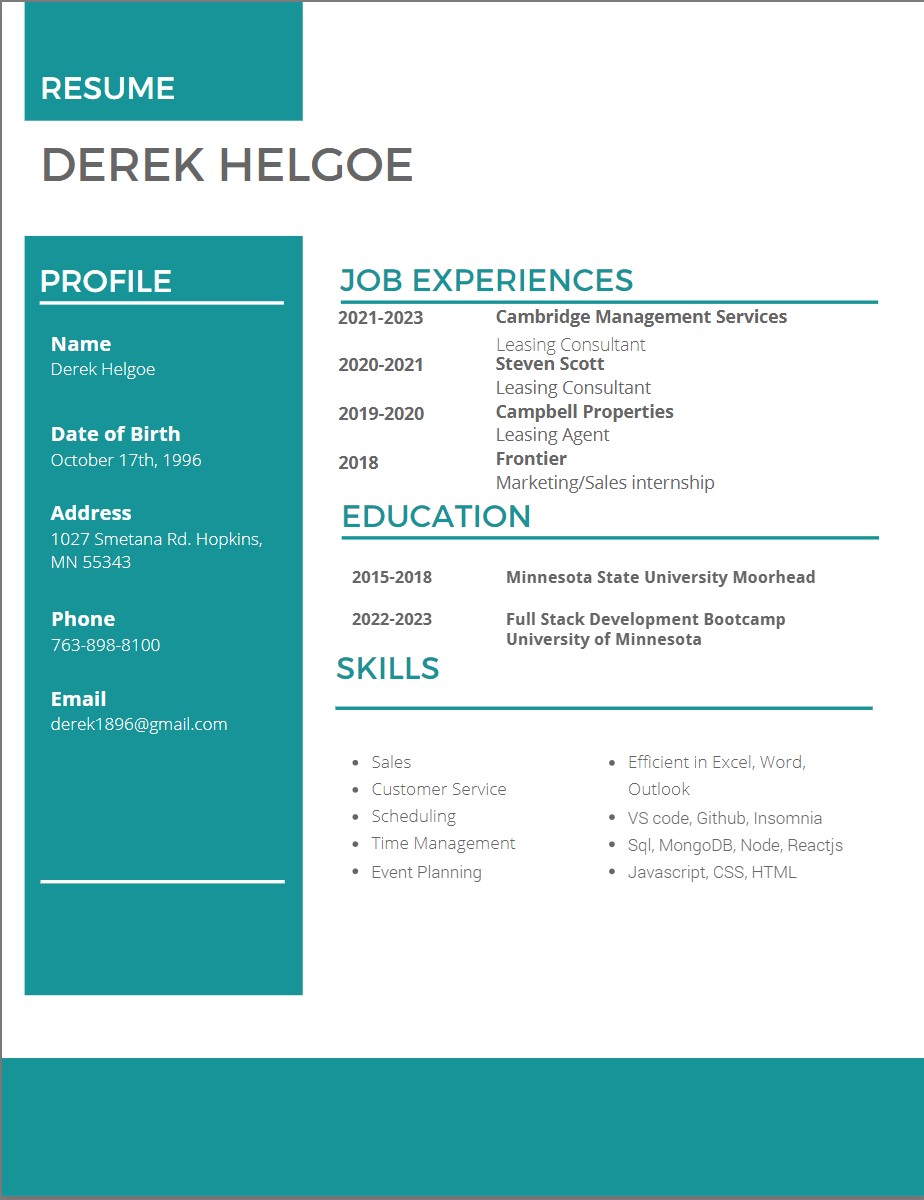 RESUME
DEREK HELGOE
PROFILE
Name
Derek Helgoe
Date of Birth
October 17th, 1996
Address
1027 Smetana Rd. Hopkins,
MN 55343
Phone
763-898-8100
Email
derek1896@gmail.com
JOB EXPERIENCES
2021-2023 Cambridge Management Services
Leasing Consultant
2020-2021 Steven Scott
Leasing Consultant
2019-2020 Campbell Properties
Leasing Agent
2018 Frontier
Marketing/Sales internship
EDUCATION
2015-2018 Minnesota State University Moorhead
2022-2023 Full Stack Development Bootcamp
University of Minnesota
SKILLS
• Sales
• Customer Service
• Scheduling
• Time Management
• Event Planning
• Efficient in Excel, Word,
Outlook
• VS code, Github, Insomnia
• Sql, MongoDB, Node, Reactjs
• Javascript, CSS, HTML